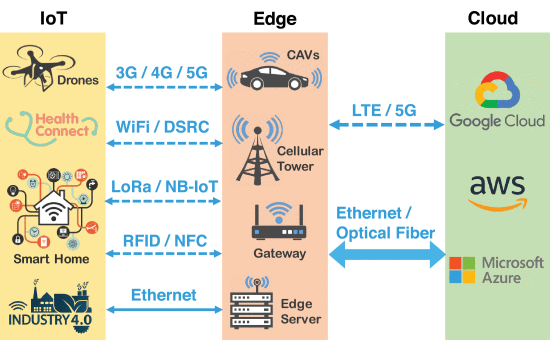 IoT
Edge
Cloud
Drones
Health
Connect
Smart Home
INDUSTRY 4.0
3G / 4G / 5G
WiFi / DSRC
LoRa / NB-IoT
RFID / NFC
Ethernet
CAVs
Cellular
Tower
Gateway
Edge
Server
LTE / 5G
Ethernet /
Optical Fiber
Google Cloud
aws
Microsoft
Azure